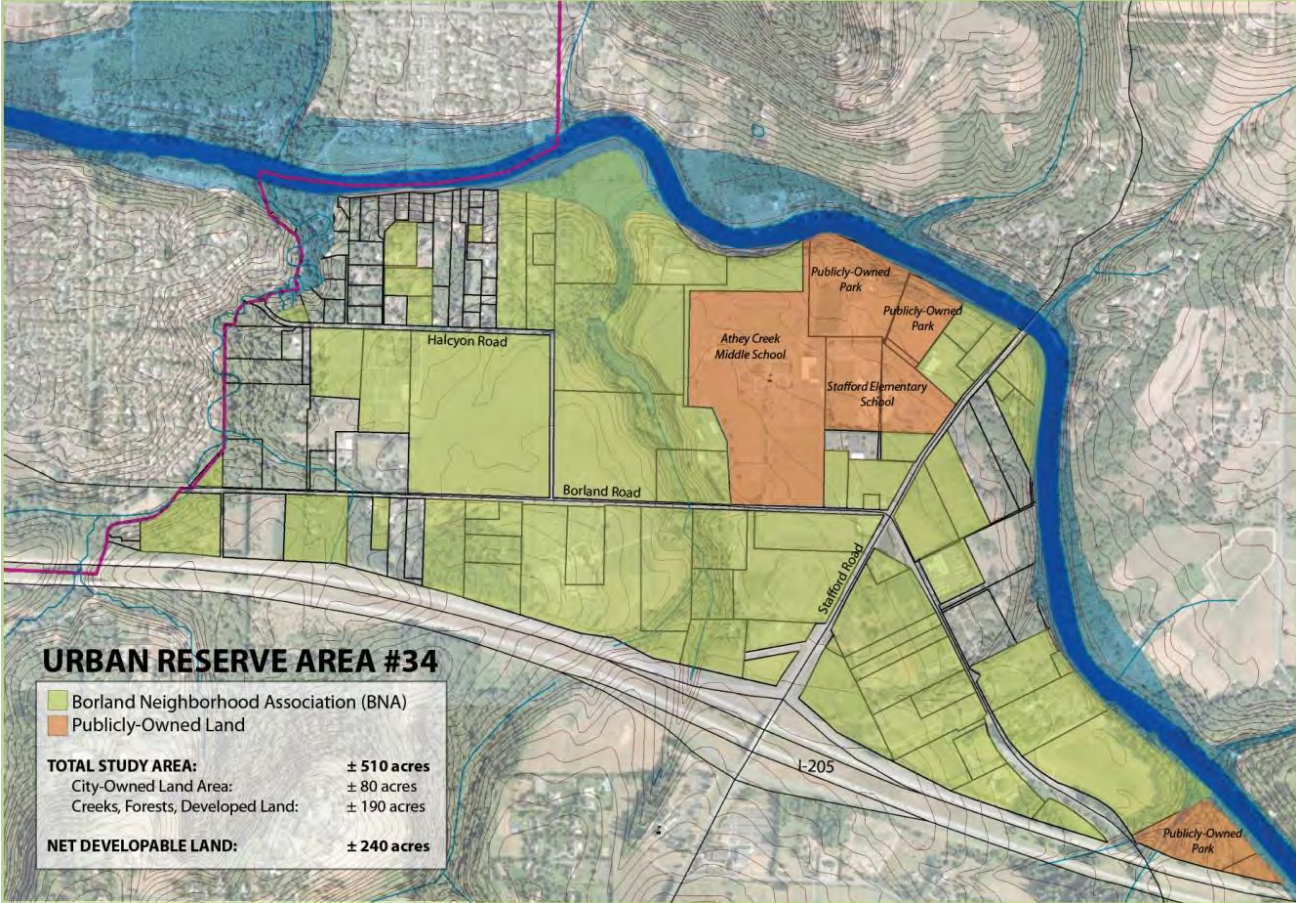 Publicly-Owned
Park
Publicly-Owned
Park
Athey Creek
Middle School
Halcyon Road
Stafford Elementary
School
Borland Road
Stafford Road
URBAN RESERVE AREA #34
Borland Neighborhood Association (BNA)
Publicly-Owned Land
TOTAL STUDY AREA: ± 510 acres
City-Owned Land Area: ± 80 acres
Creeks, Forests, Developed Land: ± 190 acres
NET DEVELOPABLE LAND: ± 240 acres
I-205
Publicly-Owned
Park